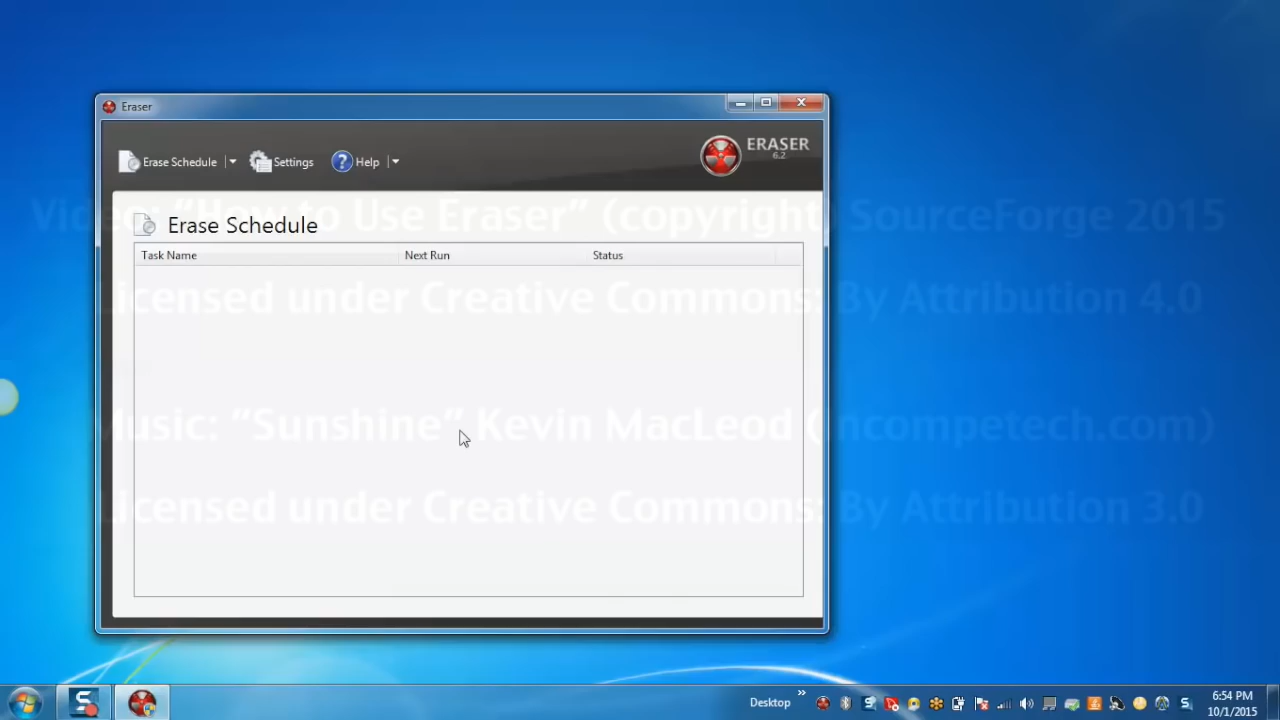 Eraser
Erase Schedule Settings Help
ERASER
6.2
Video: "How to Use Eraser" (copyright) SourceForge 2015
Erase Schedule
Task Name Next Run Status
Licensed under Creative Commons: By Attribution 4.0
Music: "Sunshine" Kevin MacLeod (incompetech.com)
Licensed under Creative Commons: By Attribution 3.0
Desktop
6:54 PM
10/1/2015